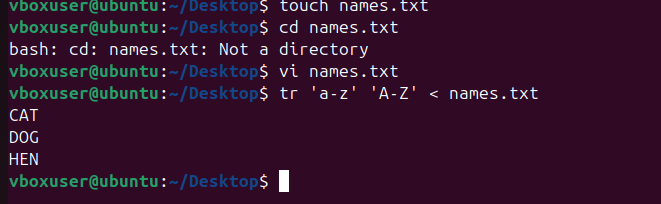 vboxuser@ubuntu:~/Desktop$ touch names.txt
vboxuser@ubuntu:~/Desktop$ cd names.txt
bash: cd: names.txt: Not a directory
vboxuser@ubuntu:~/Desktop$ vi names.txt
vboxuser@ubuntu:~/Desktop$ tr 'a-z' 'A-Z' < names.txt
CAT
DOG
HEN
vboxuser@ubuntu:~/Desktop$